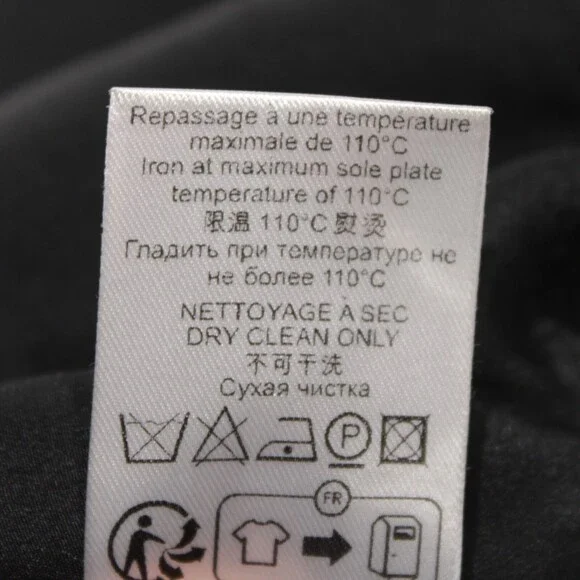 Repassage à une température
maximale de 110°C
Iron at maximum sole plate
temperature of 110°C
限温 110°C 熨烫
Гладить при температуре не
не более 110°C
NETTOYAGE À SEC
DRY CLEAN ONLY
不可干洗
Сухая чистка
P
FR